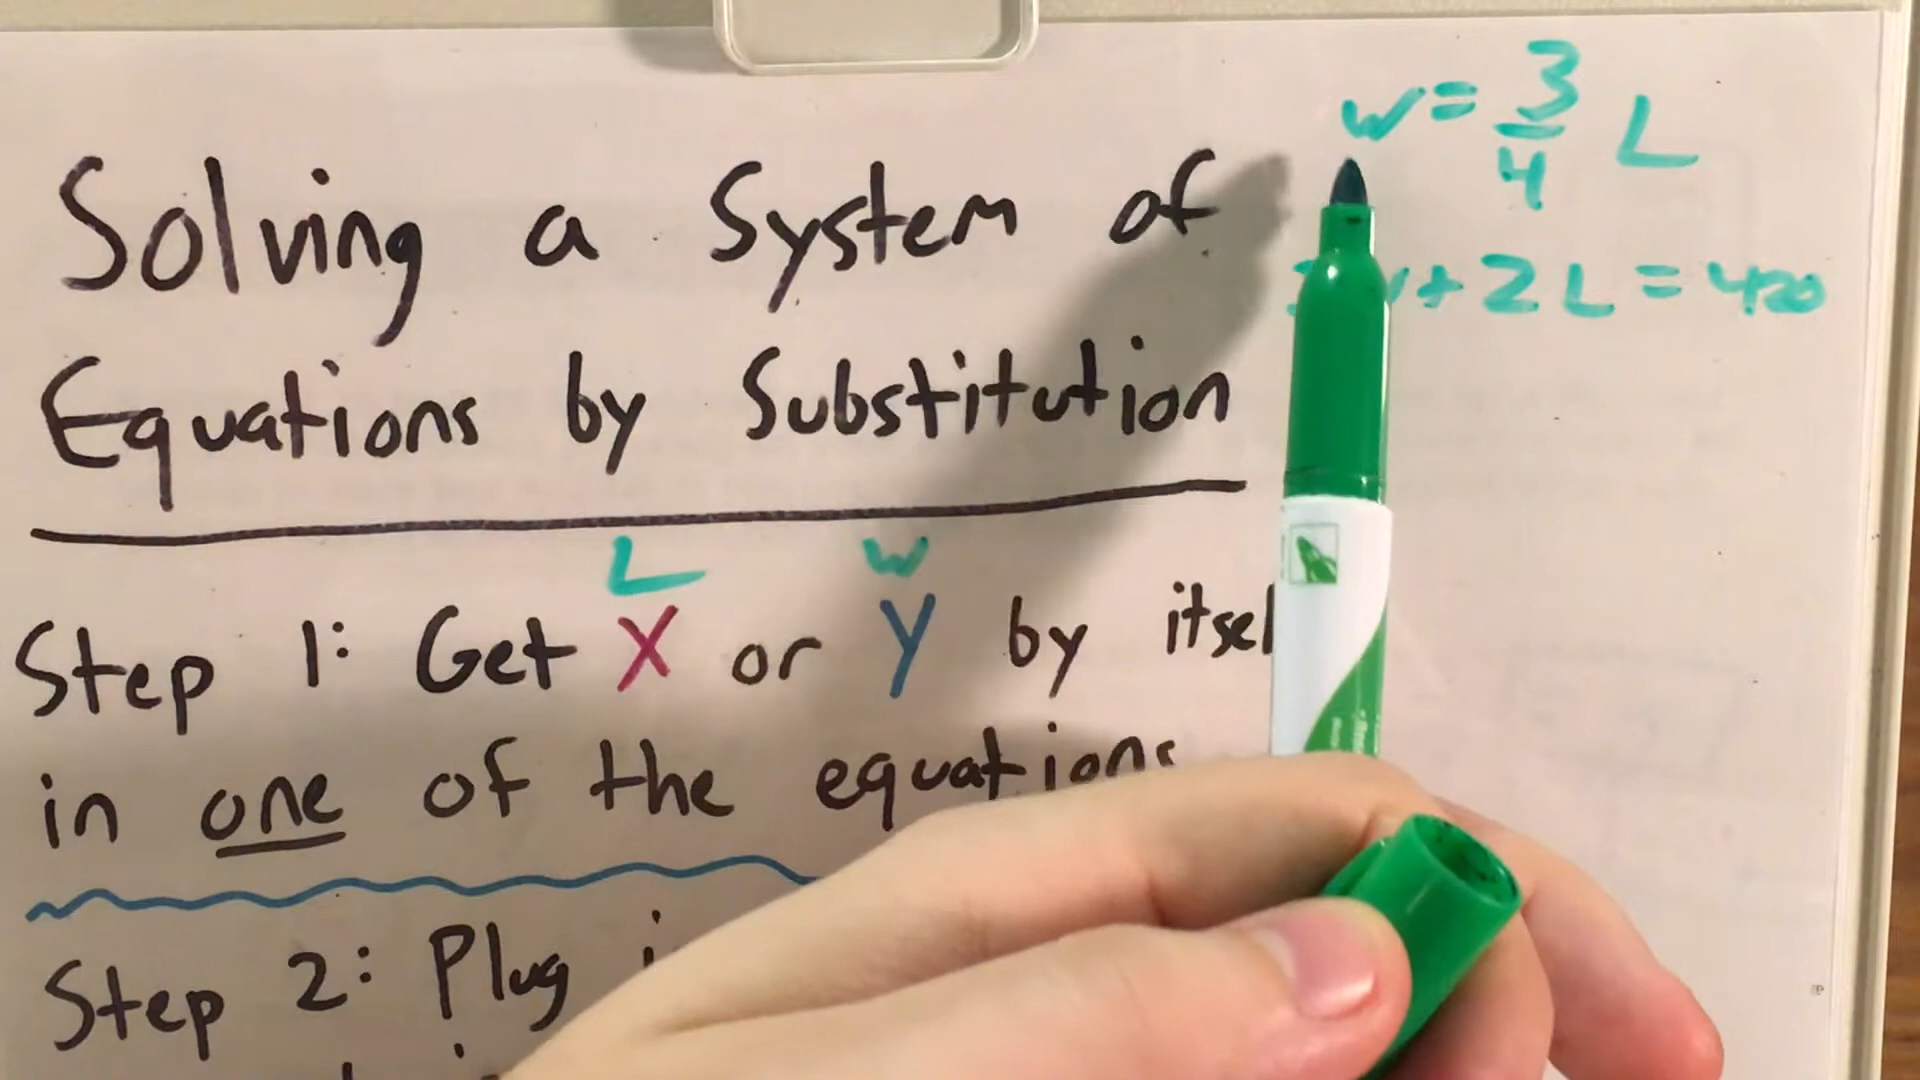 w = 3/4 L
+ 2L = 420
Solving a System of
Equations by Substitution
L w
Step 1: Get X or Y by
in one of the equations
Step 2: Plug